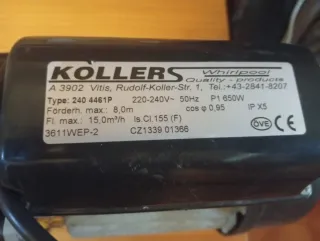 KÖLLERS Whirlpool
Quality - products
A 3902 Vitis, Rudolf-Koller-Str. 1, Tel.:+43-2841-8207
Type: 240 4461P 220-240V~ 50Hz P1 650W
Förderh. max.: 8,0m cos φ 0,95 IP X5
Fl. max.: 15,0m³/h Is.Cl.155 (F)
3611WEP-2 CZ1339 01366
ÖVE
CE